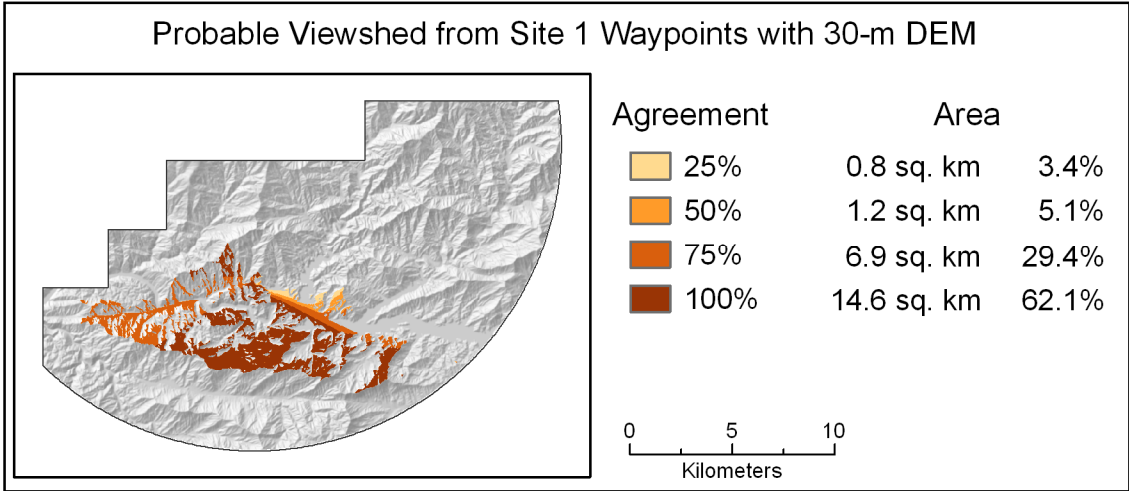 Probable Viewshed from Site 1 Waypoints with 30-m DEM
Agreement Area
25% 0.8 sq. km 3.4%
50% 1.2 sq. km 5.1%
75% 6.9 sq. km 29.4%
100% 14.6 sq. km 62.1%
0 5 10
Kilometers